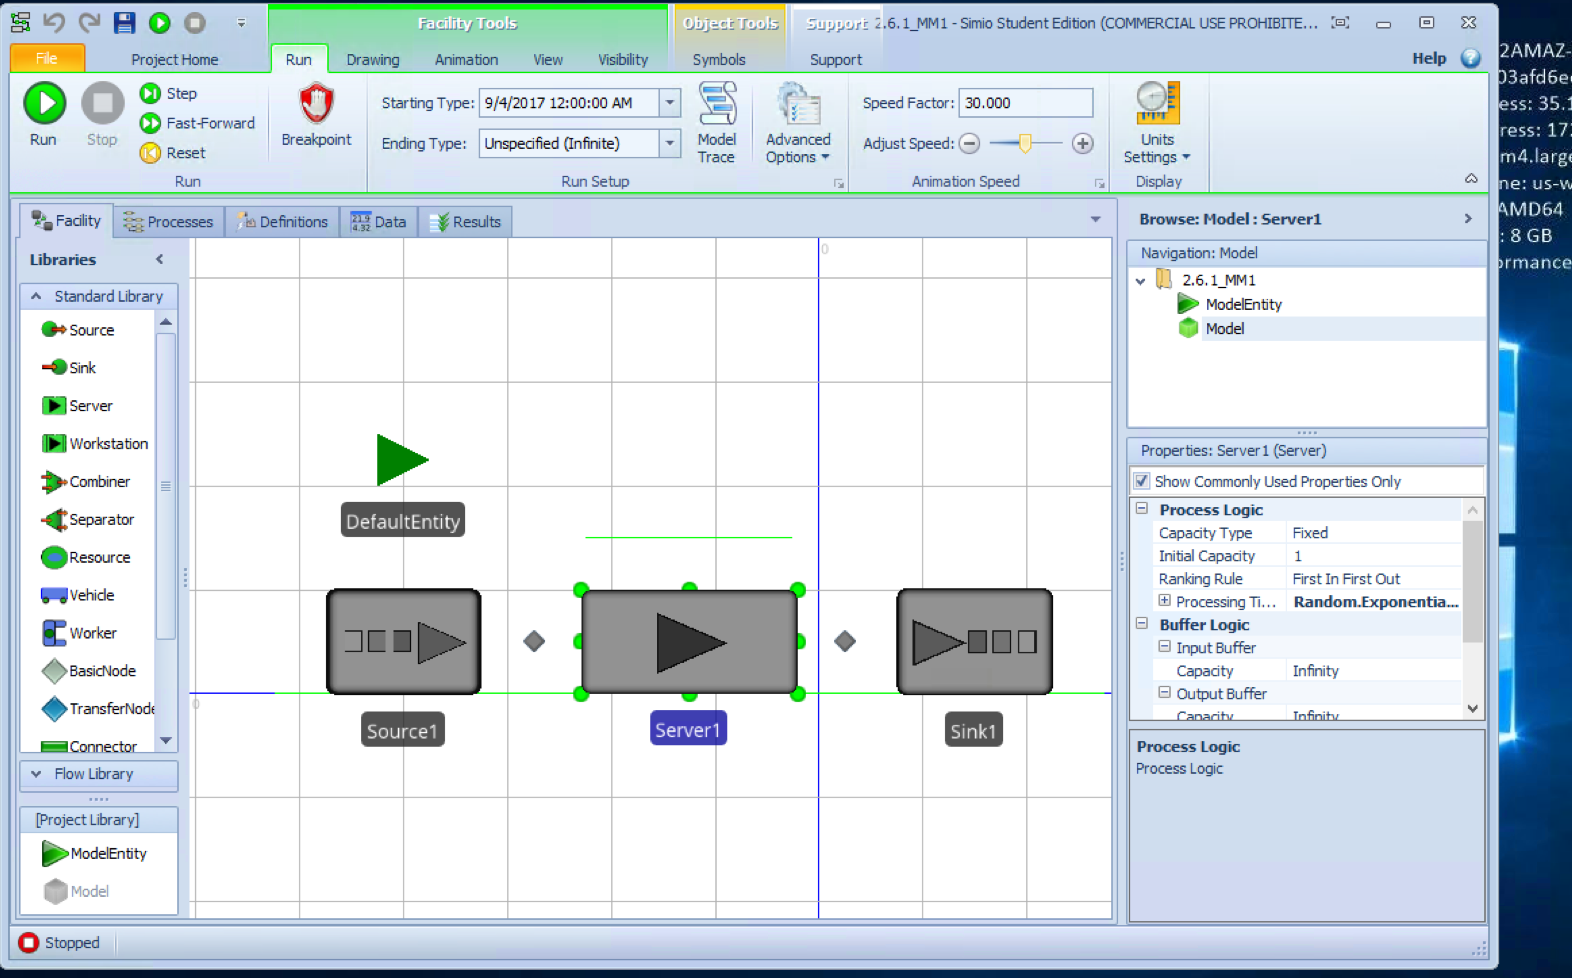 Facility Tools
Object Tools
Support
2.6.1_MM1 - Simio Student Edition (COMMERCIAL USE PROHIBITE...
File
Project Home
Run
Drawing
Animation
View
Visibility
Symbols
Support
Help
Run
Stop
Step
Fast-Forward
Reset
Run
Breakpoint
Starting Type: 9/4/2017 12:00:00 AM
Ending Type: Unspecified (Infinite)
Run Setup
Model
Trace
Advanced
Options
Speed Factor: 30.000
Adjust Speed:
Animation Speed
Units
Settings
Display
Facility
Processes
Definitions
21.9
4.32
Data
Results
Libraries
Standard Library
Source
Sink
Server
Workstation
Combiner
Separator
Resource
Vehicle
Worker
BasicNode
TransferNode
Connector
Flow Library
[Project Library]
ModelEntity
Model
0
0
DefaultEntity
Source1
Server1
Sink1
Browse: Model : Server1
Navigation: Model
2.6.1_MM1
ModelEntity
Model
Properties: Server1 (Server)
Show Commonly Used Properties Only
Process Logic
Capacity Type Fixed
Initial Capacity 1
Ranking Rule First In First Out
Processing Ti... Random.Exponentia...
Buffer Logic
Input Buffer
Capacity Infinity
Output Buffer
Capacity Infinity
Process Logic
Process Logic
Stopped
2AMAZ-
03afd6e
ess: 35.1
ress: 17
m4.large
ne: us-w
AMD64
: 8 GB
ormance